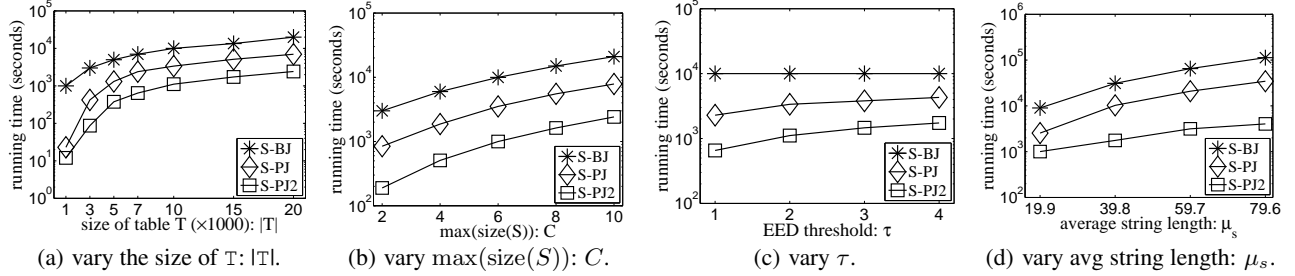 running time (seconds)
10^5
10^4
10^3
10^2
10^1
10^0
S-BJ
S-PJ
S-PJ2
1 3 5 7 10 15 20
size of table T (×1000): |T|
(a) vary the size of T: |T|.
running time (seconds)
10^5
10^4
10^3
10^2
S-BJ
S-PJ
S-PJ2
2 4 6 8 10
max(size(S)): C
(b) vary max(size(S)): C.
running time (seconds)
10^5
10^4
10^3
10^2
S-BJ
S-PJ
S-PJ2
1 2 3 4
EED threshold: τ
(c) vary τ.
running time (seconds)
10^6
10^5
10^4
10^3
10^2
S-BJ
S-PJ
S-PJ2
19.9 39.8 59.7 79.6
average string length: μ_s
(d) vary avg string length: μ_s.